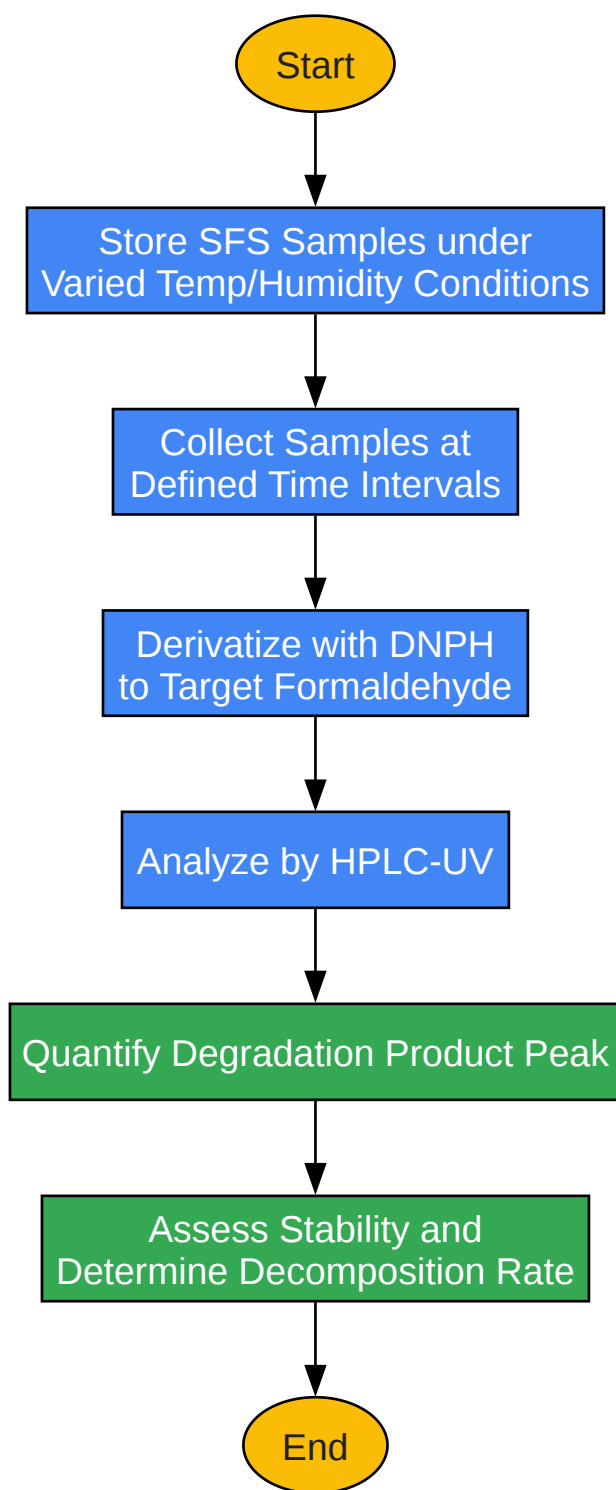 Start
Store SFS Samples under
Varied Temp/Humidity Conditions
Collect Samples at
Defined Time Intervals
Derivatize with DNPH
to Target Formaldehyde
Analyze by HPLC-UV
Quantify Degradation Product Peak
Assess Stability and
Determine Decomposition Rate
End